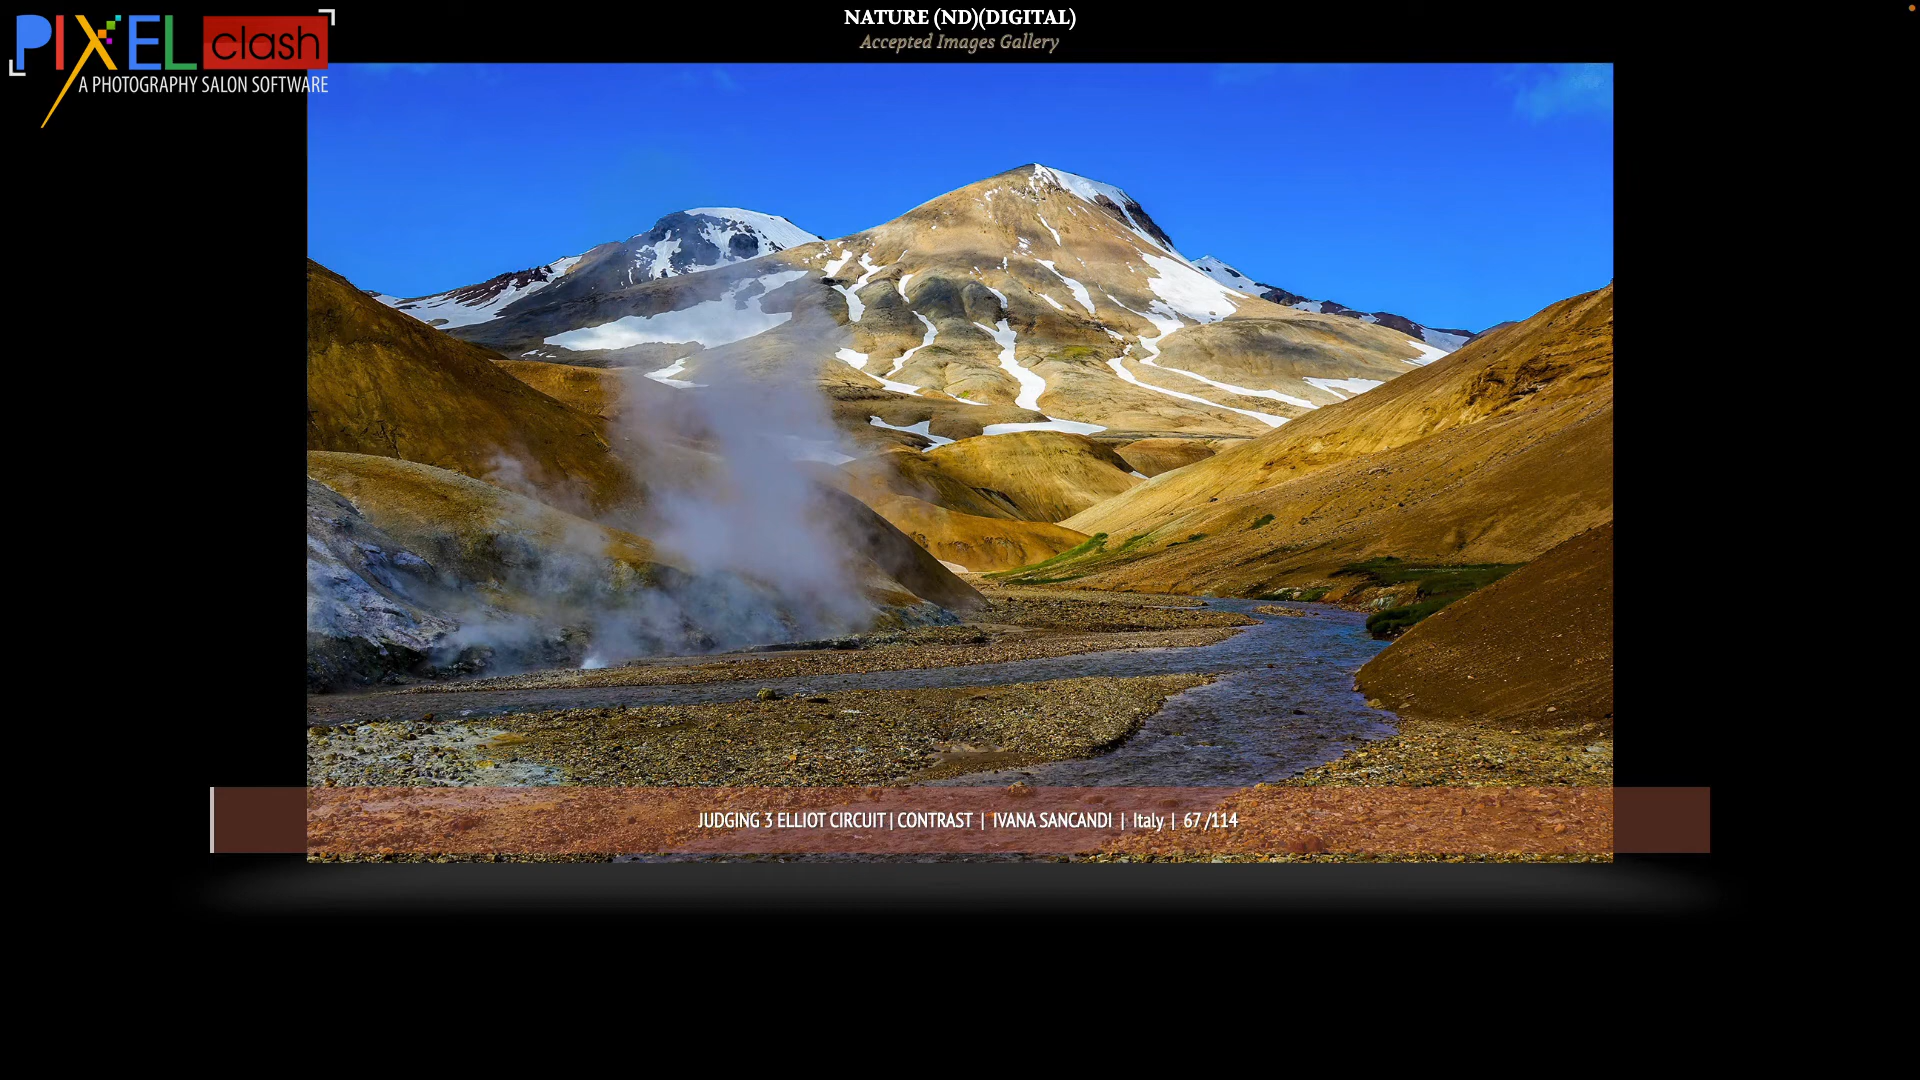 NATURE (ND)(DIGITAL)
Accepted Images Gallery
PIXEL clash
A PHOTOGRAPHY SALON SOFTWARE
JUDGING 3 ELLIOT CIRCUIT | CONTRAST | IVANA SANCANDI | Italy | 67 /114